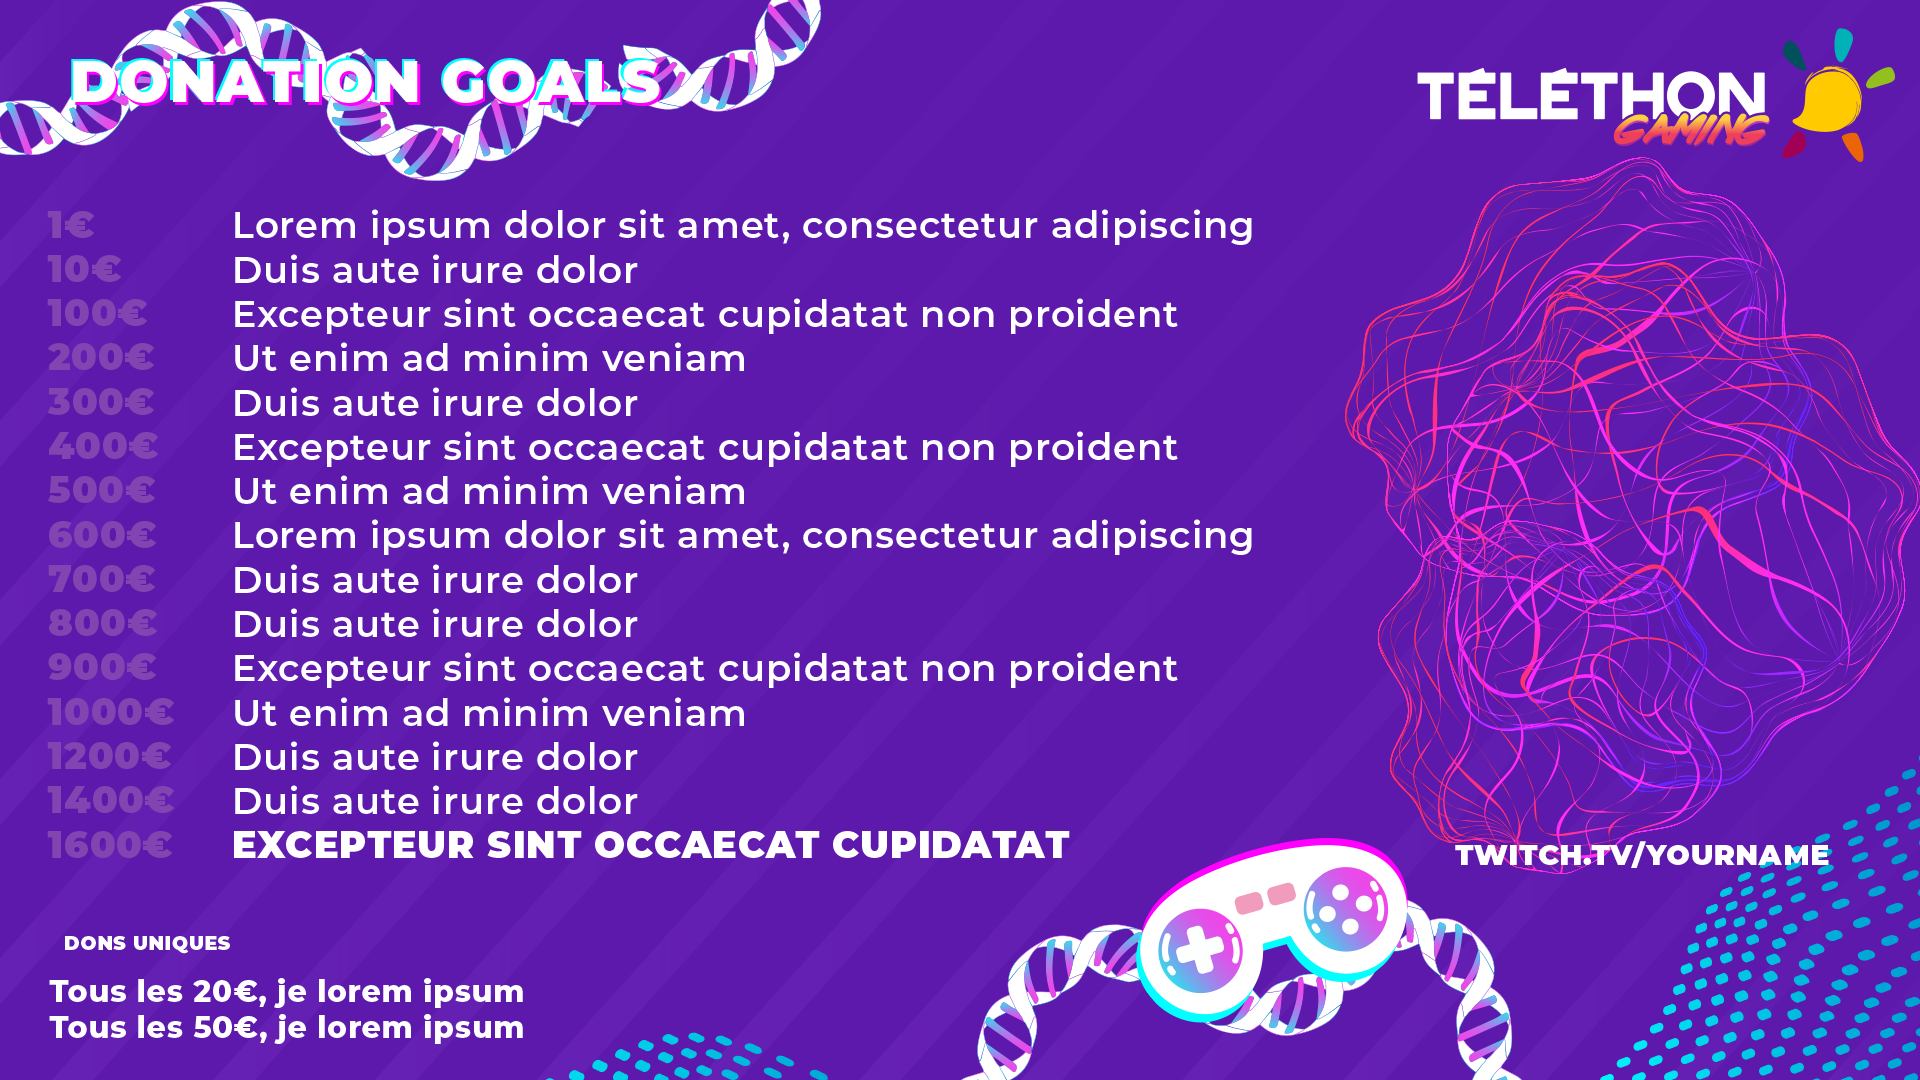 DONATION GOALS
TÉLÉTHON
GAMING
1€ Lorem ipsum dolor sit amet, consectetur adipiscing
10€ Duis aute irure dolor
100€ Excepteur sint occaecat cupidatat non proident
200€ Ut enim ad minim veniam
300€ Duis aute irure dolor
400€ Excepteur sint occaecat cupidatat non proident
500€ Ut enim ad minim veniam
600€ Lorem ipsum dolor sit amet, consectetur adipiscing
700€ Duis aute irure dolor
800€ Duis aute irure dolor
900€ Excepteur sint occaecat cupidatat non proident
1000€ Ut enim ad minim veniam
1200€ Duis aute irure dolor
1400€ Duis aute irure dolor
1600€ EXCEPTEUR SINT OCCAECAT CUPIDATAT
TWITCH.TV/YOURNAME
DONS UNIQUES
Tous les 20€, je lorem ipsum
Tous les 50€, je lorem ipsum